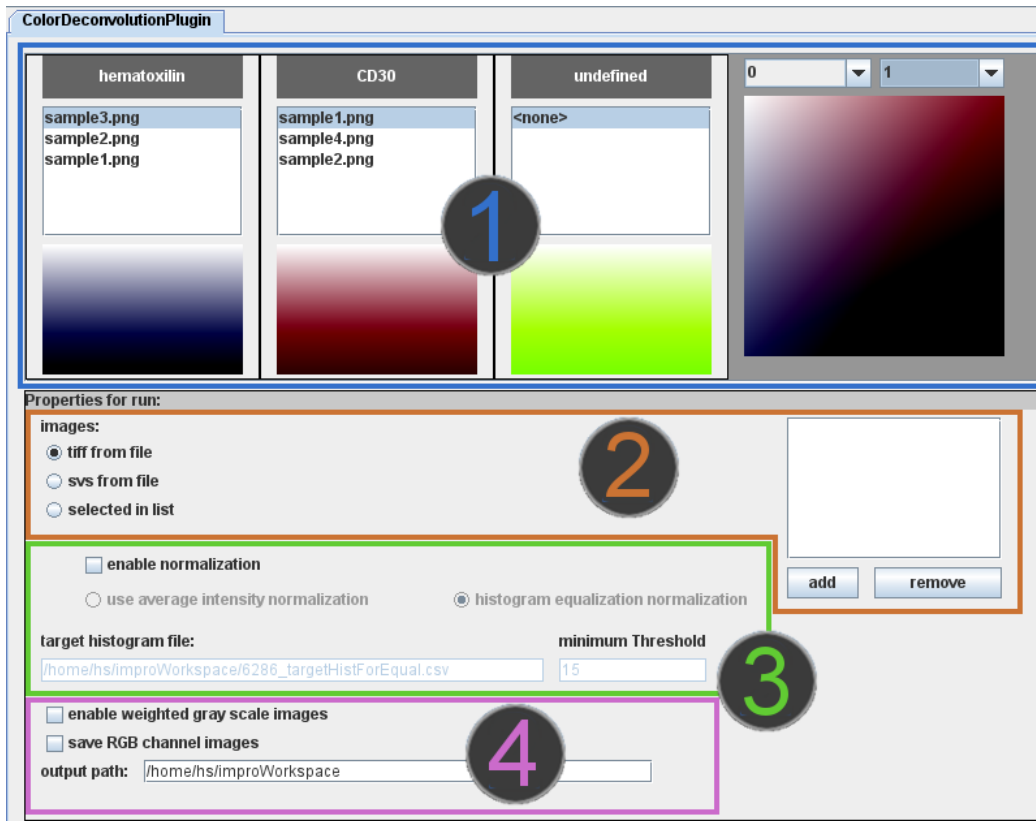 ColorDeconvolutionPlugin
hematoxilin
CD30
undefined
0
1
sample3.png
sample2.png
sample1.png
sample1.png
sample4.png
sample2.png
<none>
1
Properties for run:
images:
tiff from file
svs from file
selected in list
2
add
remove
enable normalization
use average intensity normalization
histogram equalization normalization
target histogram file:
minimum Threshold
/home/hs/improWorkspace/6286_targetHistForEqual.csv
15
3
enable weighted gray scale images
save RGB channel images
output path:
/home/hs/improWorkspace
4